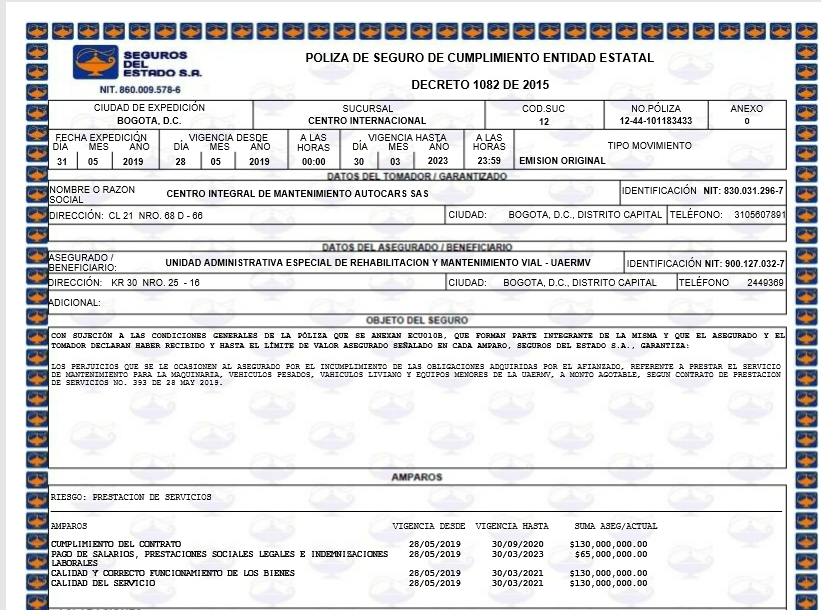 SEGUROS
DEL
ESTADO S.A.
NIT. 860.009.578-6
POLIZA DE SEGURO DE CUMPLIMIENTO ENTIDAD ESTATAL
DECRETO 1082 DE 2015
CIUDAD DE EXPEDICIÓN SUCURSAL COD.SUC NO.PÓLIZA ANEXO
BOGOTA, D.C. CENTRO INTERNACIONAL 12 12-44-101183433 0
FECHA EXPEDICIÓN VIGENCIA DESDE A LAS VIGENCIA HASTA A LAS TIPO MOVIMIENTO
DÍA MES AÑO DÍA MES AÑO HORAS DÍA MES AÑO HORAS
31 05 2019 28 05 2019 00:00 30 03 2023 23:59 EMISION ORIGINAL
DATOS DEL TOMADOR / GARANTIZADO
NOMBRE O RAZON
SOCIAL CENTRO INTEGRAL DE MANTENIMIENTO AUTOCARS SAS IDENTIFICACIÓN NIT: 830.031.296-7
DIRECCIÓN: CL 21 NRO. 68 D - 66 CIUDAD: BOGOTA, D.C., DISTRITO CAPITAL TELÉFONO: 3105607891
DATOS DEL ASEGURADO / BENEFICIARIO
ASEGURADO /
BENEFICIARIO: UNIDAD ADMINISTRATIVA ESPECIAL DE REHABILITACION Y MANTENIMIENTO VIAL - UAERMV IDENTIFICACIÓN NIT: 900.127.032-7
DIRECCIÓN: KR 30 NRO. 25 - 16 CIUDAD: BOGOTA, D.C., DISTRITO CAPITAL TELÉFONO 2449369
ADICIONAL:
OBJETO DEL SEGURO
CON SUJECIÓN A LAS CONDICIONES GENERALES DE LA PÓLIZA QUE SE ANEXAN ECU010B, QUE FORMAN PARTE INTEGRANTE DE LA MISMA Y QUE EL ASEGURADO Y EL
TOMADOR DECLARAN HABER RECIBIDO Y HASTA EL LÍMITE DE VALOR ASEGURADO SEÑALADO EN CADA AMPARO, SEGUROS DEL ESTADO S.A., GARANTIZA:
LOS PERJUICIOS QUE SE LE OCASIONEN AL ASEGURADO POR EL INCUMPLIMIENTO DE LAS OBLIGACIONES ADQUIRIDAS POR EL AFIANZADO, REFERENTE A PRESTAR EL SERVICIO
DE MANTENIMIENTO PARA LA MAQUINARIA, VEHICULOS PESADOS, VAHICULOS LIVIANO Y EQUIPOS MENORES DE LA UAERMV, A MONTO AGOTABLE, SEGUN CONTRATO DE PRESTACION
DE SERVICIOS NO. 393 DE 28 MAY 2019.
AMPAROS
RIESGO: PRESTACION DE SERVICIOS
AMPAROS VIGENCIA DESDE VIGENCIA HASTA SUMA ASEG/ACTUAL
CUMPLIMIENTO DEL CONTRATO 28/05/2019 30/09/2020 $130,000,000.00
PAGO DE SALARIOS, PRESTACIONES SOCIALES LEGALES E INDEMNIZACIONES 28/05/2019 30/03/2023 $65,000,000.00
LABORALES
CALIDAD Y CORRECTO FUNCIONAMIENTO DE LOS BIENES 28/05/2019 30/03/2021 $130,000,000.00
CALIDAD DEL SERVICIO 28/05/2019 30/03/2021 $130,000,000.00